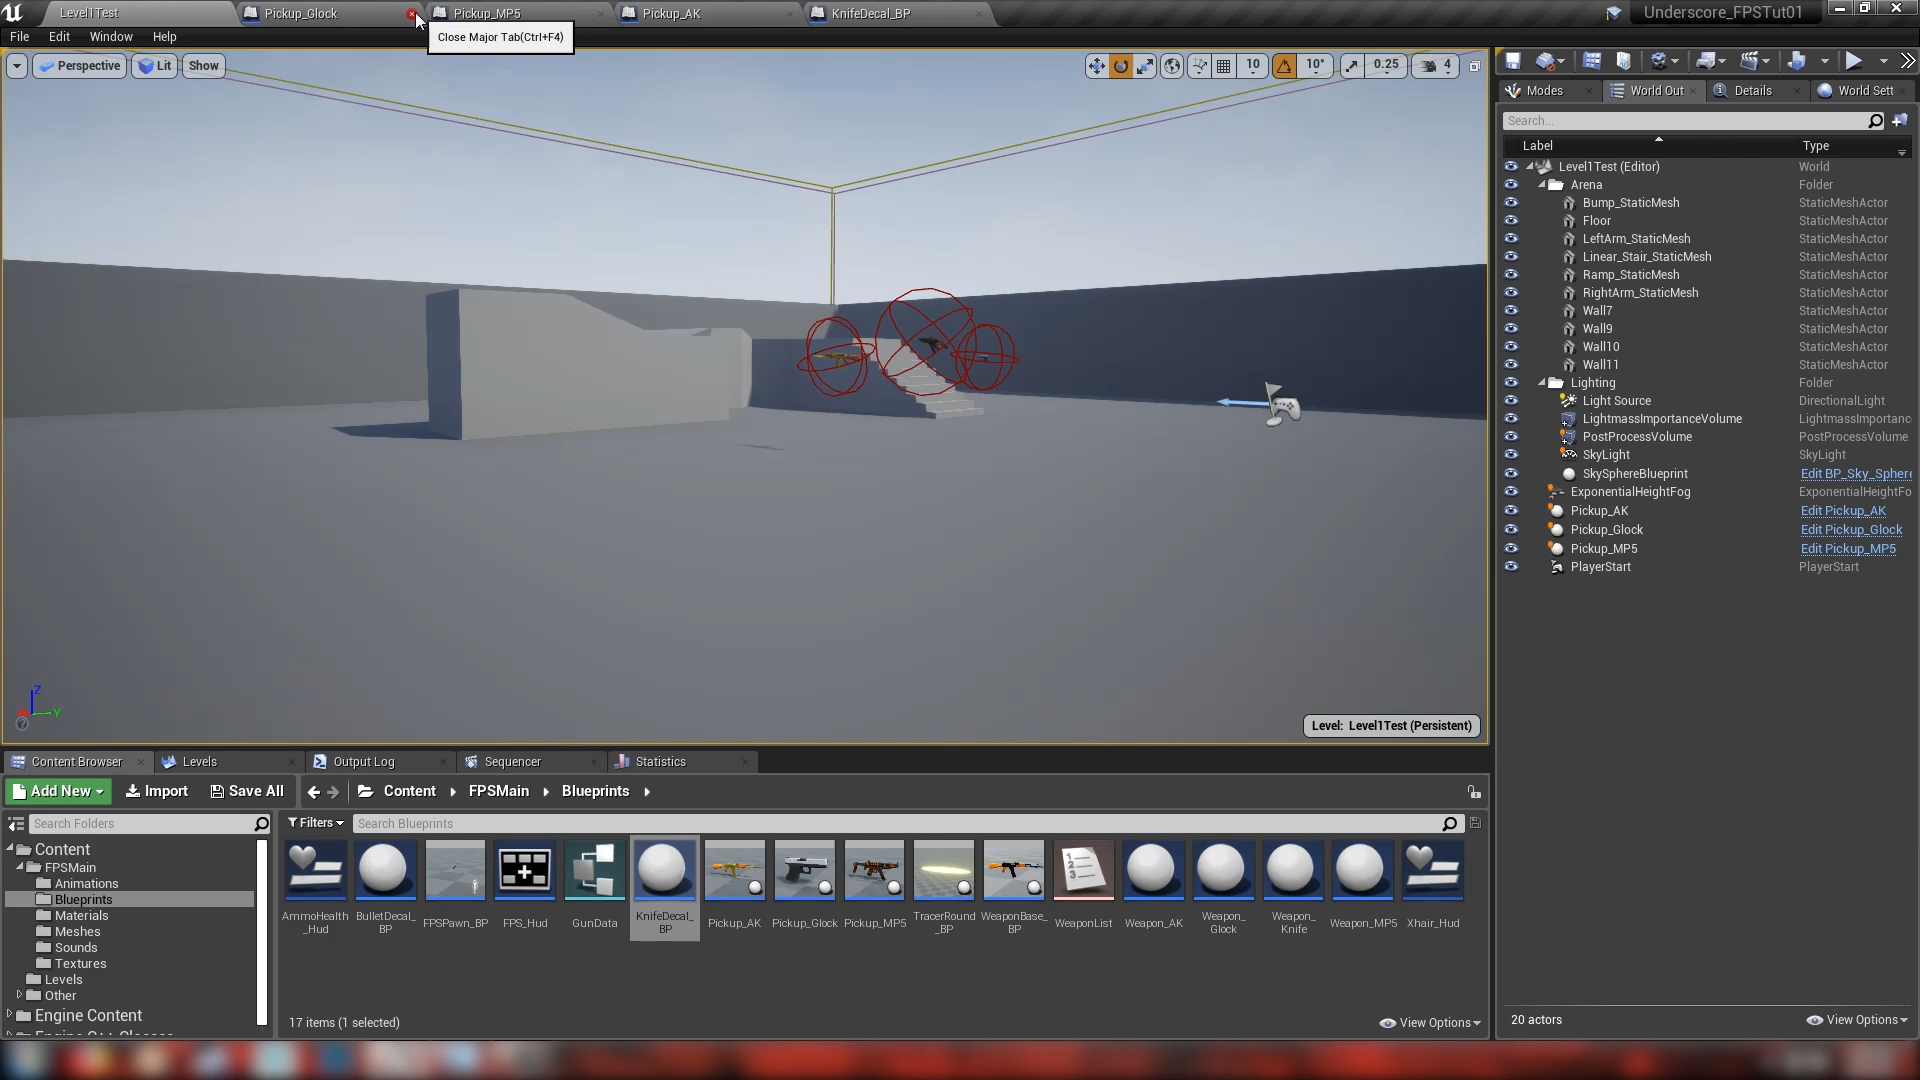 Level1Test
Pickup_Glock
Pickup_MP5
Pickup_AK
KnifeDecal_BP
Underscore_FPSTut01
File Edit Window Help
Close Major Tab(Ctrl+F4)
Perspective Lit Show
10 10° 0.25 4
Modes World Out Details World Sett
Search...
Label Type
Level1Test (Editor) World
Arena Folder
Bump_StaticMesh StaticMeshActor
Floor StaticMeshActor
LeftArm_StaticMesh StaticMeshActor
Linear_Stair_StaticMesh StaticMeshActor
Ramp_StaticMesh StaticMeshActor
RightArm_StaticMesh StaticMeshActor
Wall7 StaticMeshActor
Wall9 StaticMeshActor
Wall10 StaticMeshActor
Wall11 StaticMeshActor
Lighting Folder
Light Source DirectionalLight
LightmassImportanceVolume LightmassImportanc
PostProcessVolume PostProcessVolume
SkyLight SkyLight
SkySphereBlueprint Edit BP_Sky_Sphere
ExponentialHeightFog ExponentialHeightFo
Pickup_AK Edit Pickup_AK
Pickup_Glock Edit Pickup_Glock
Pickup_MP5 Edit Pickup_MP5
PlayerStart PlayerStart
Z
Y
Level: Level1Test (Persistent)
Content Browser Levels Output Log Sequencer Statistics
Add New Import Save All Content FPSMain Blueprints
Search Folders
Filters Search Blueprints
Content
FPSMain
Animations
Blueprints
Materials
Meshes
Sounds
Textures
Levels
Other
Engine Content
AmmoHealth
_Hud
BulletDecal_
BP
FPSPawn_BP
FPS_Hud
GunData
KnifeDecal_
BP
Pickup_AK
Pickup_Glock
Pickup_MP5
TracerRound
_BP
WeaponBase_
BP
WeaponList
Weapon_AK
Weapon_
Glock
Weapon_
Knife
Weapon_MP5
Xhair_Hud
17 items (1 selected)
View Options
20 actors
View Options